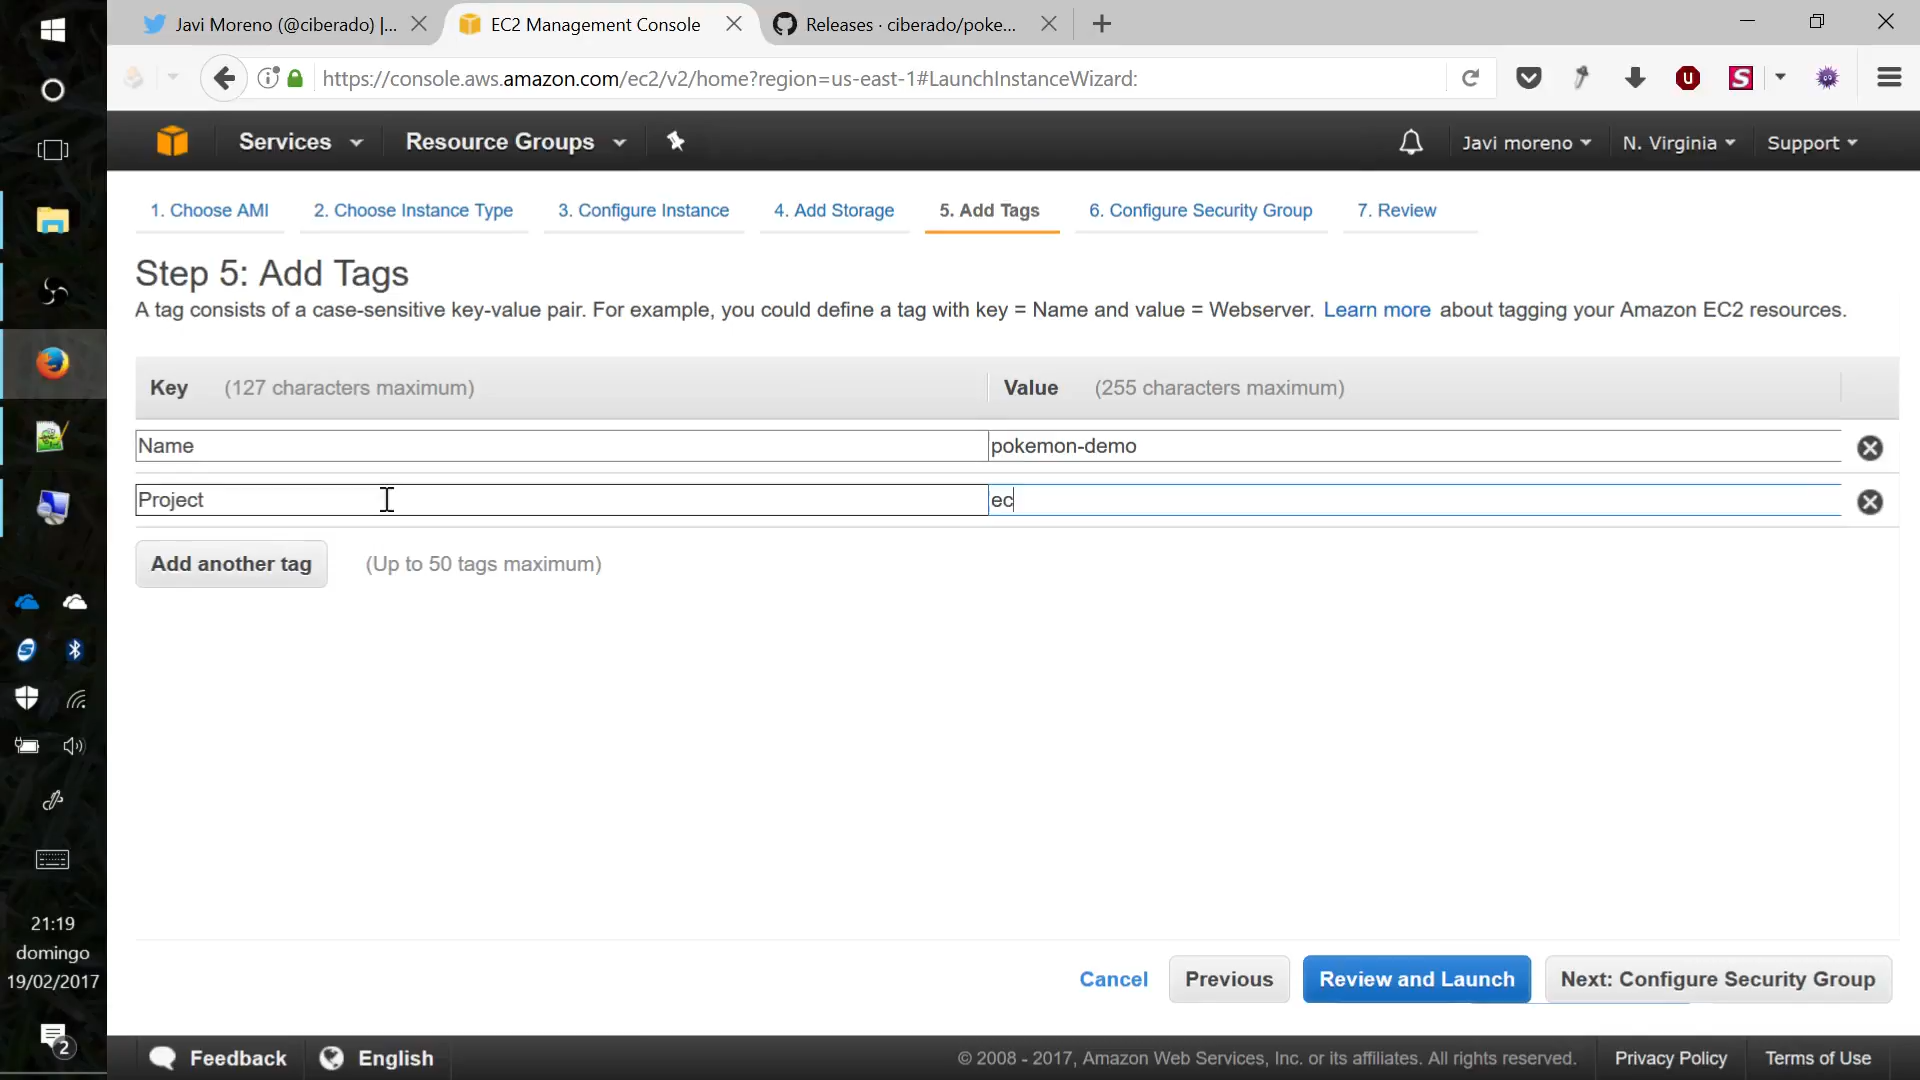 Javi Moreno (@ciberado) |...
EC2 Management Console
Releases · ciberado/poke...
https://console.aws.amazon.com/ec2/v2/home?region=us-east-1#LaunchInstanceWizard:
Services
Resource Groups
Javi moreno
N. Virginia
Support
1. Choose AMI
2. Choose Instance Type
3. Configure Instance
4. Add Storage
5. Add Tags
6. Configure Security Group
7. Review
Step 5: Add Tags
A tag consists of a case-sensitive key-value pair. For example, you could define a tag with key = Name and value = Webserver. Learn more about tagging your Amazon EC2 resources.
Key (127 characters maximum)
Value (255 characters maximum)
Name
pokemon-demo
Project
ec
Add another tag
(Up to 50 tags maximum)
21:19
domingo
19/02/2017
2
Cancel
Previous
Review and Launch
Next: Configure Security Group
Feedback
English
© 2008 - 2017, Amazon Web Services, Inc. or its affiliates. All rights reserved.
Privacy Policy
Terms of Use